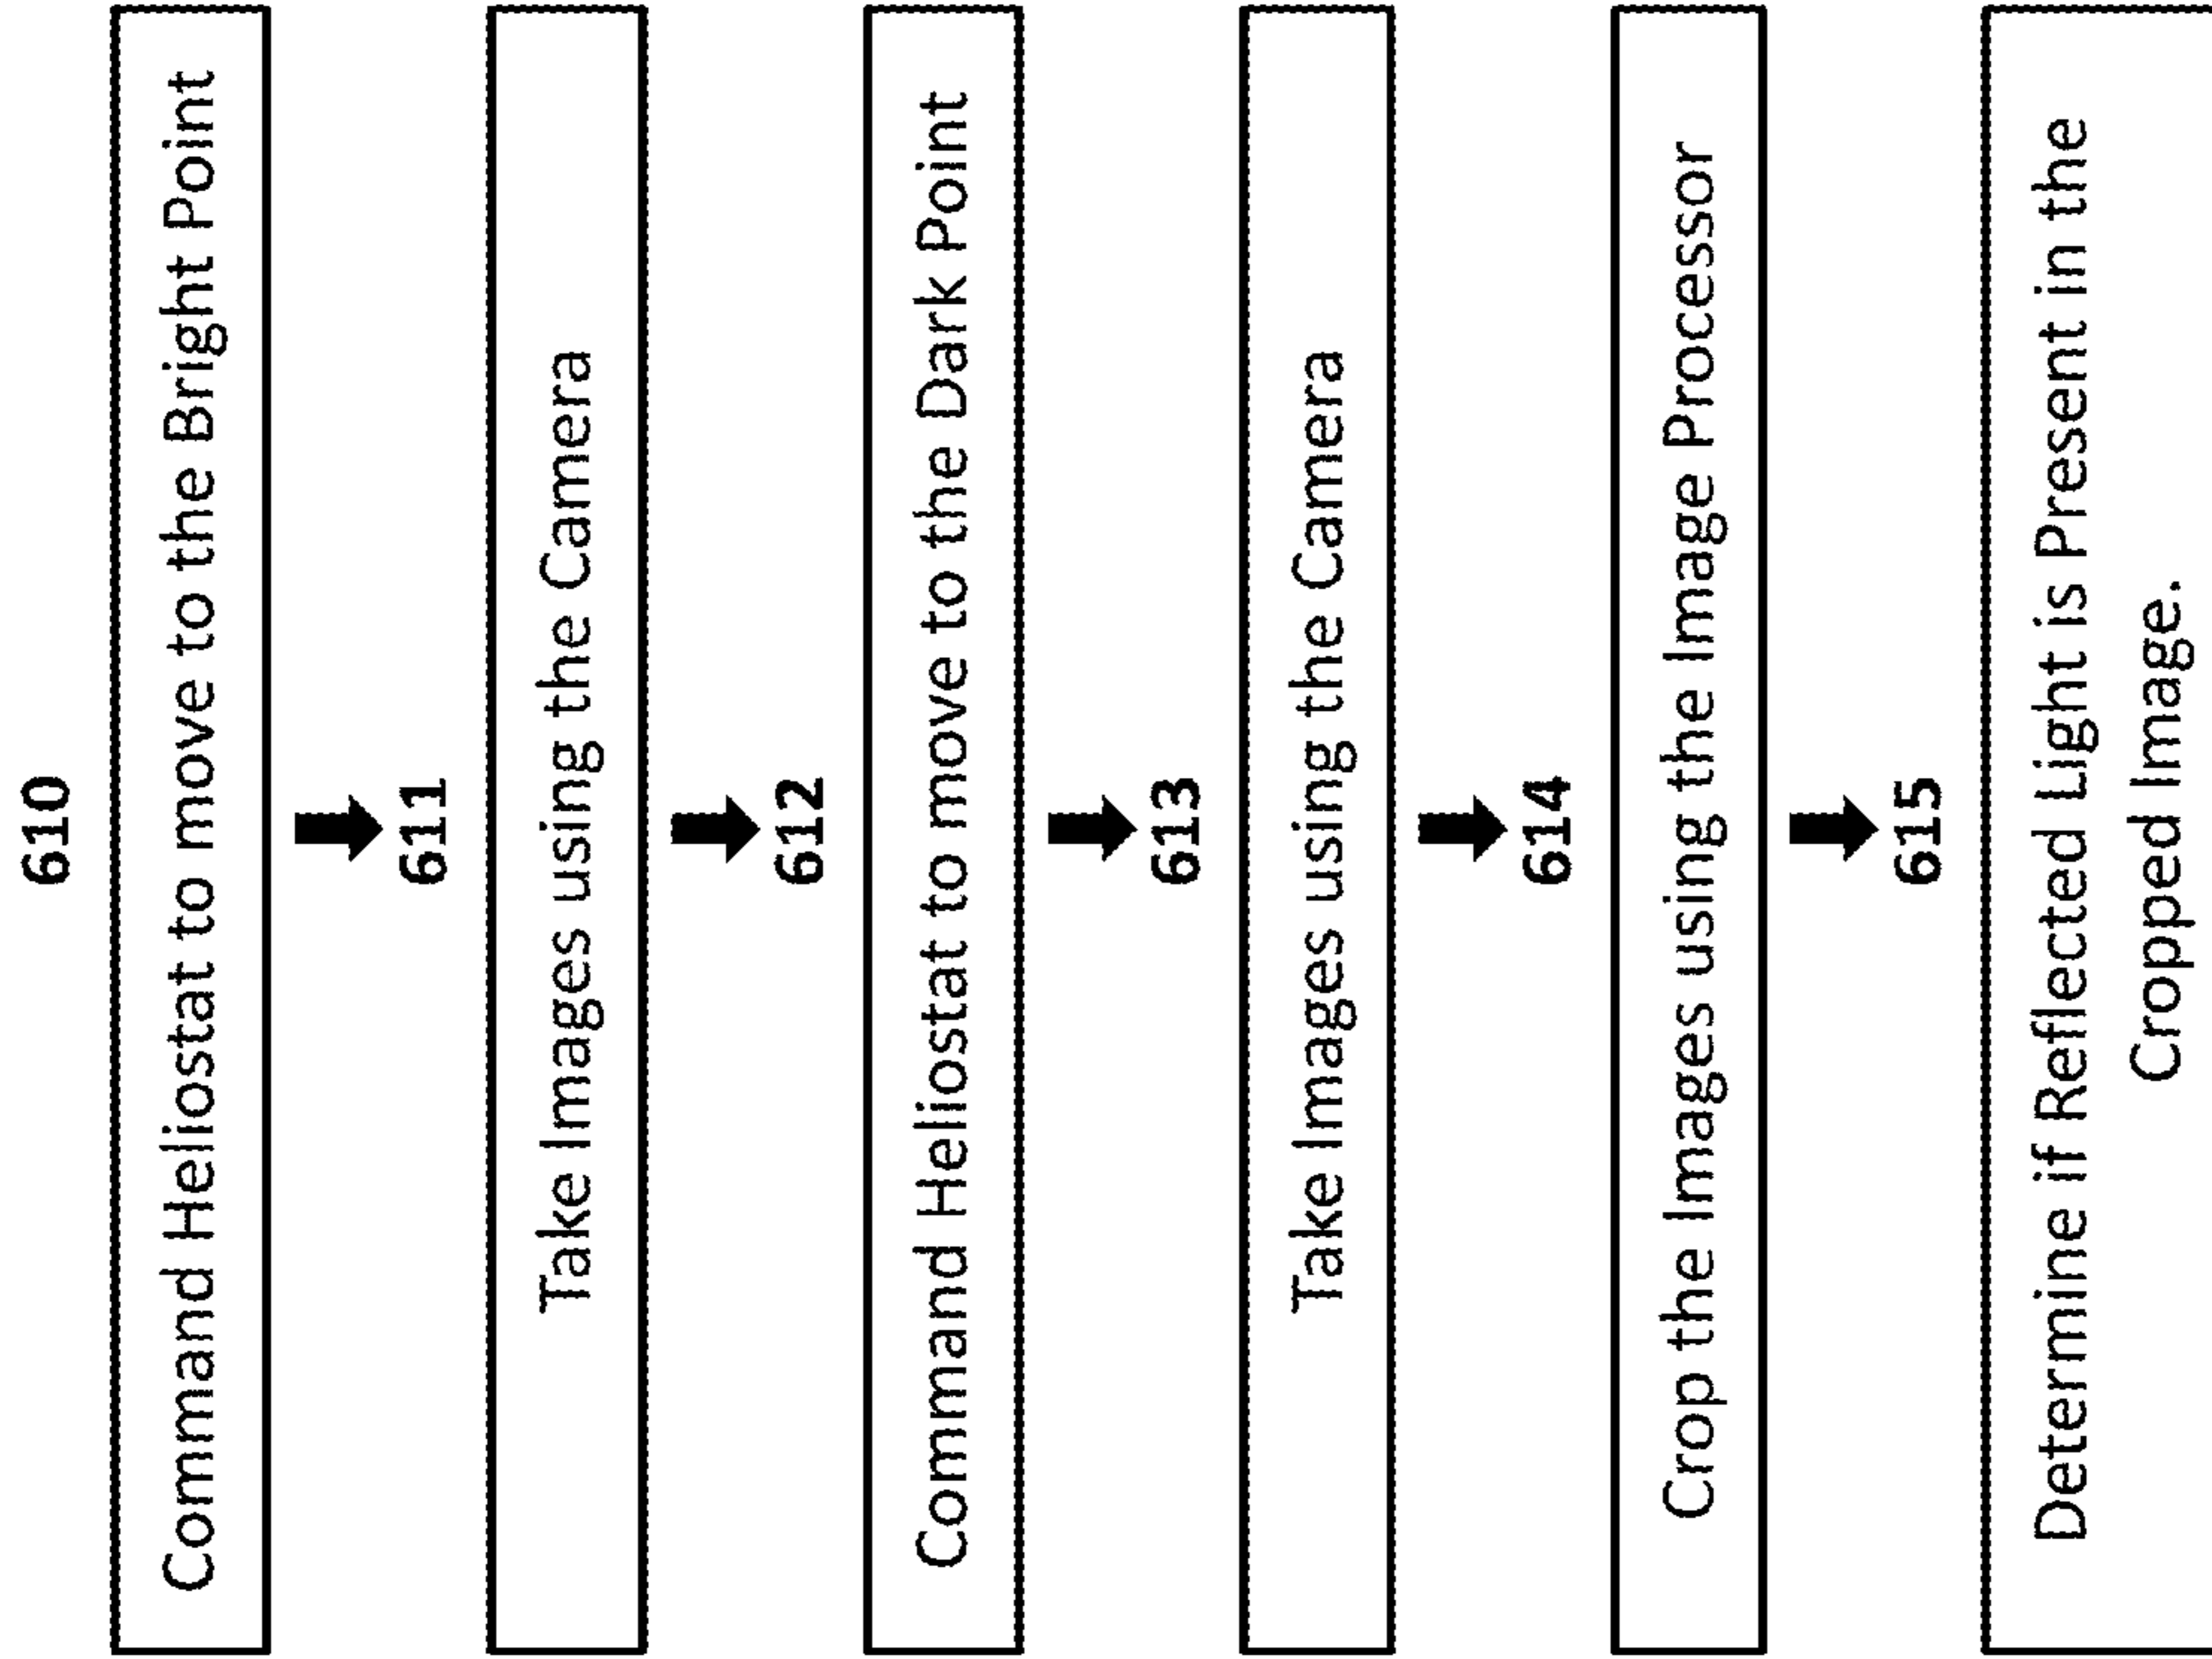 610
Command Heliostat to move to the Bright Point
611
Take Images using the Camera
612
Command Heliostat to move to the Dark Point
613
Take Images using the Camera
614
Crop the Images using the Image Processor
615
Determine if Reflected Light is Present in the
Cropped Image.